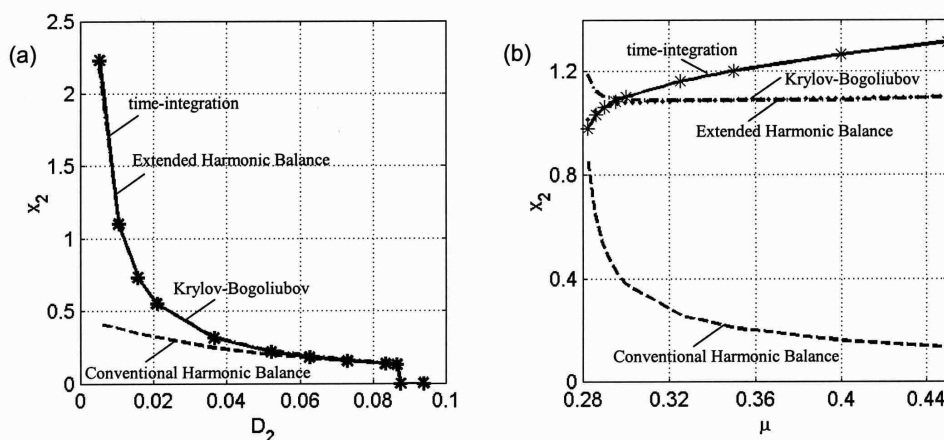 (a)
2.5
2
1.5
1
0.5
0
x2
time-integration
Extended Harmonic Balance
Krylov-Bogoliubov
Conventional Harmonic Balance
0 0.02 0.04 0.06 0.08 0.1
D2
(b)
1.2
0.8
0.4
0
x2
time-integration
Krylov-Bogoliubov
Extended Harmonic Balance
Conventional Harmonic Balance
0.28 0.32 0.36 0.4 0.44
μ